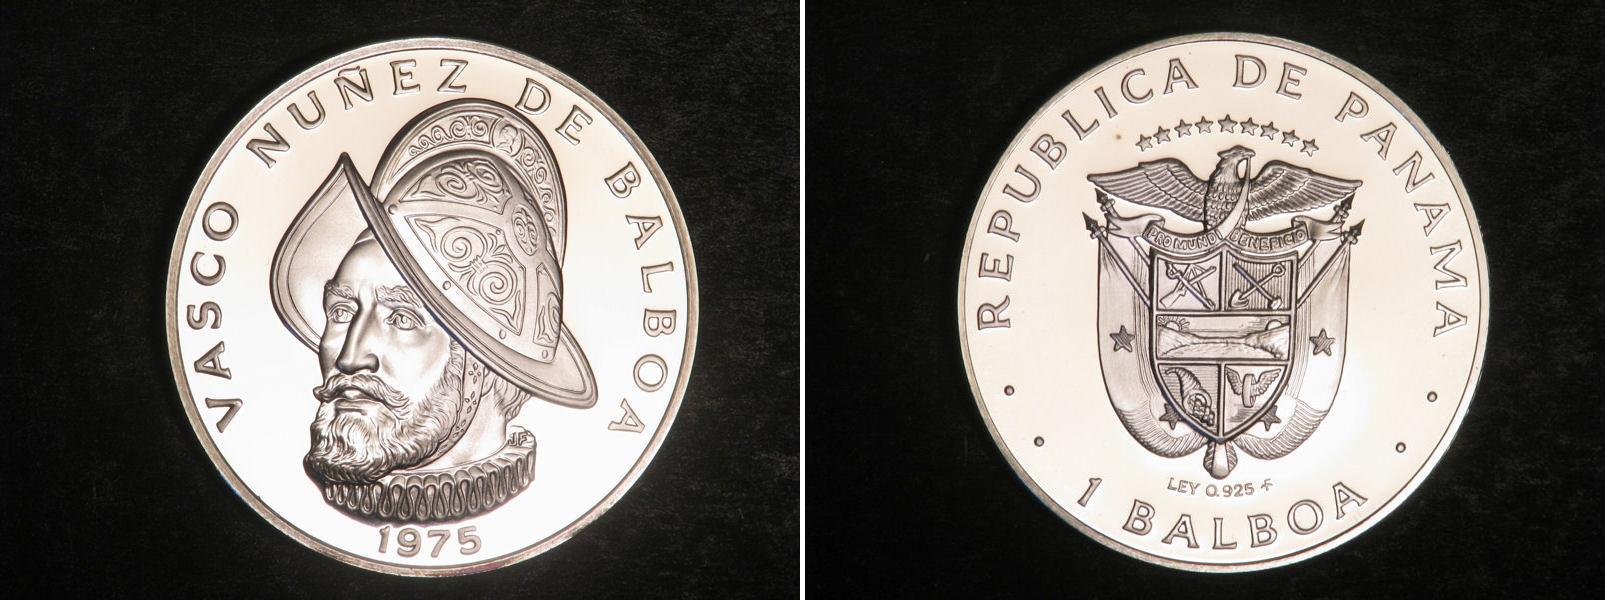 VASCO NUÑEZ DE BALBOA
JF
1975
REPUBLICA DE PANAMA
PRO MUNDI BENEFICIO
LEY 0.925
1 BALBOA